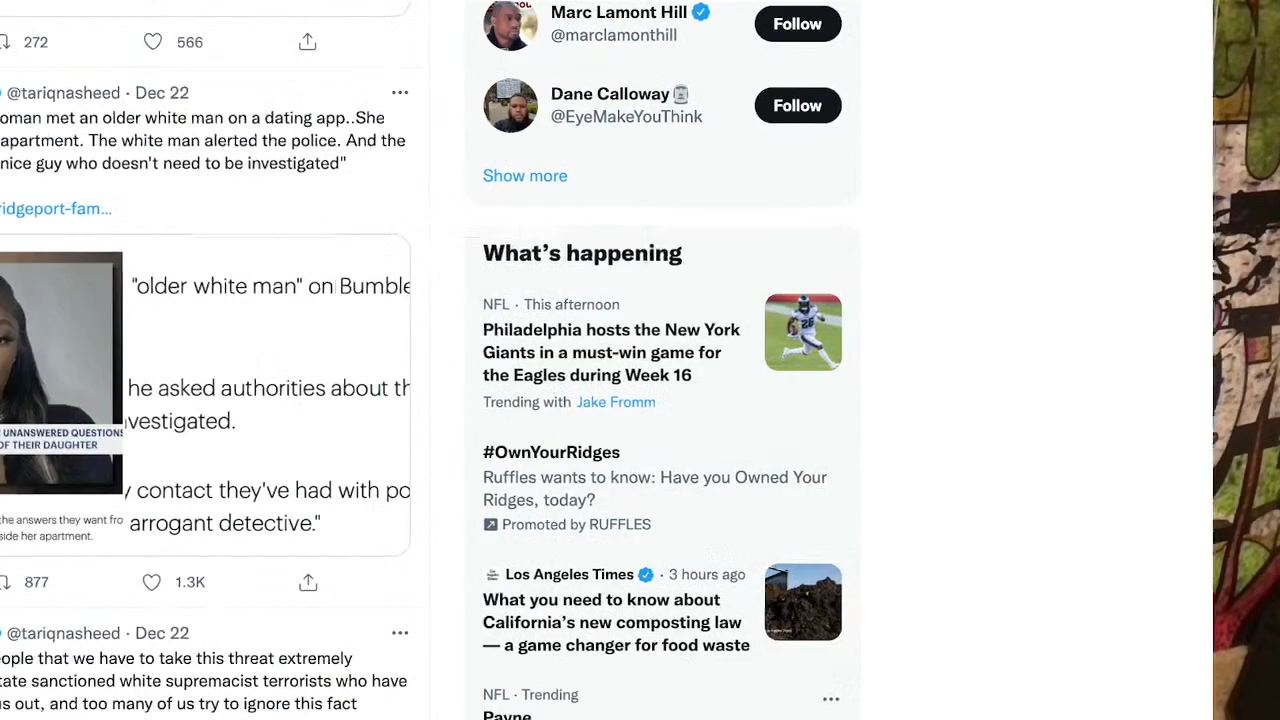 272 566
@tariqnasheed · Dec 22
oman met an older white man on a dating app..She
apartment. The white man alerted the police. And the
nice guy who doesn't need to be investigated"
ridgeport-fam...
"older white man" on Bumble
he asked authorities about th
vestigated.
UNANSWERED QUESTIONS
OF THEIR DAUGHTER
y contact they've had with po
the answers they want fro
arrogant detective."
side her apartment.
877 1.3K
@tariqnasheed · Dec 22
eople that we have to take this threat extremely
tate sanctioned white supremacist terrorists who have
us out, and too many of us try to ignore this fact
Marc Lamont Hill
@marclamonthill
Follow
Dane Calloway
@EyeMakeYouThink
Follow
Show more
What's happening
NFL · This afternoon
Philadelphia hosts the New York
Giants in a must-win game for
the Eagles during Week 16
Trending with Jake Fromm
26
#OwnYourRidges
Ruffles wants to know: Have you Owned Your
Ridges, today?
Promoted by RUFFLES
Los Angeles Times · 3 hours ago
What you need to know about
California's new composting law
— a game changer for food waste
NFL · Trending
Payne